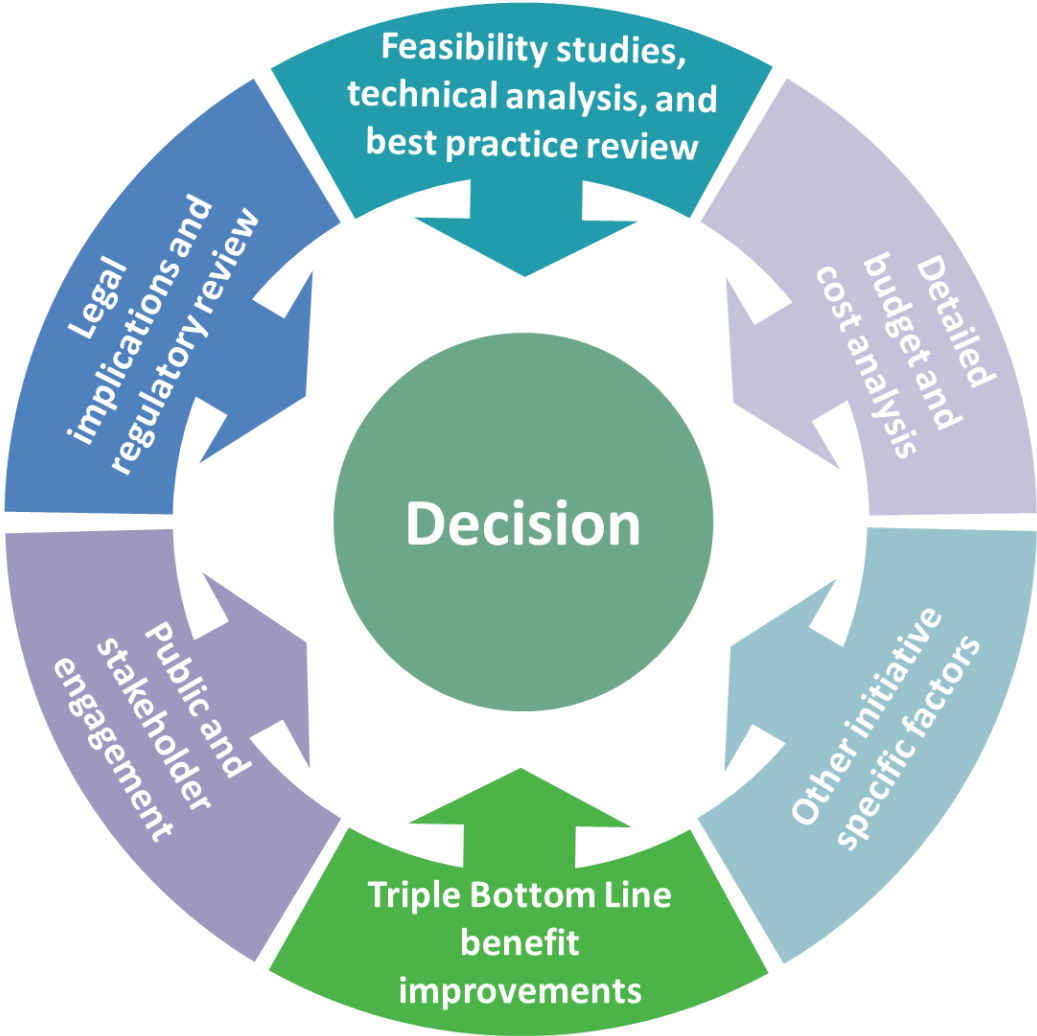 Feasibility studies,
technical analysis, and
best practice review
Detailed
budget and
cost analysis
Other initiative
specific factors
Triple Bottom Line
benefit
improvements
Public and
stakeholder
engagement
Legal
implications and
regulatory review
Decision